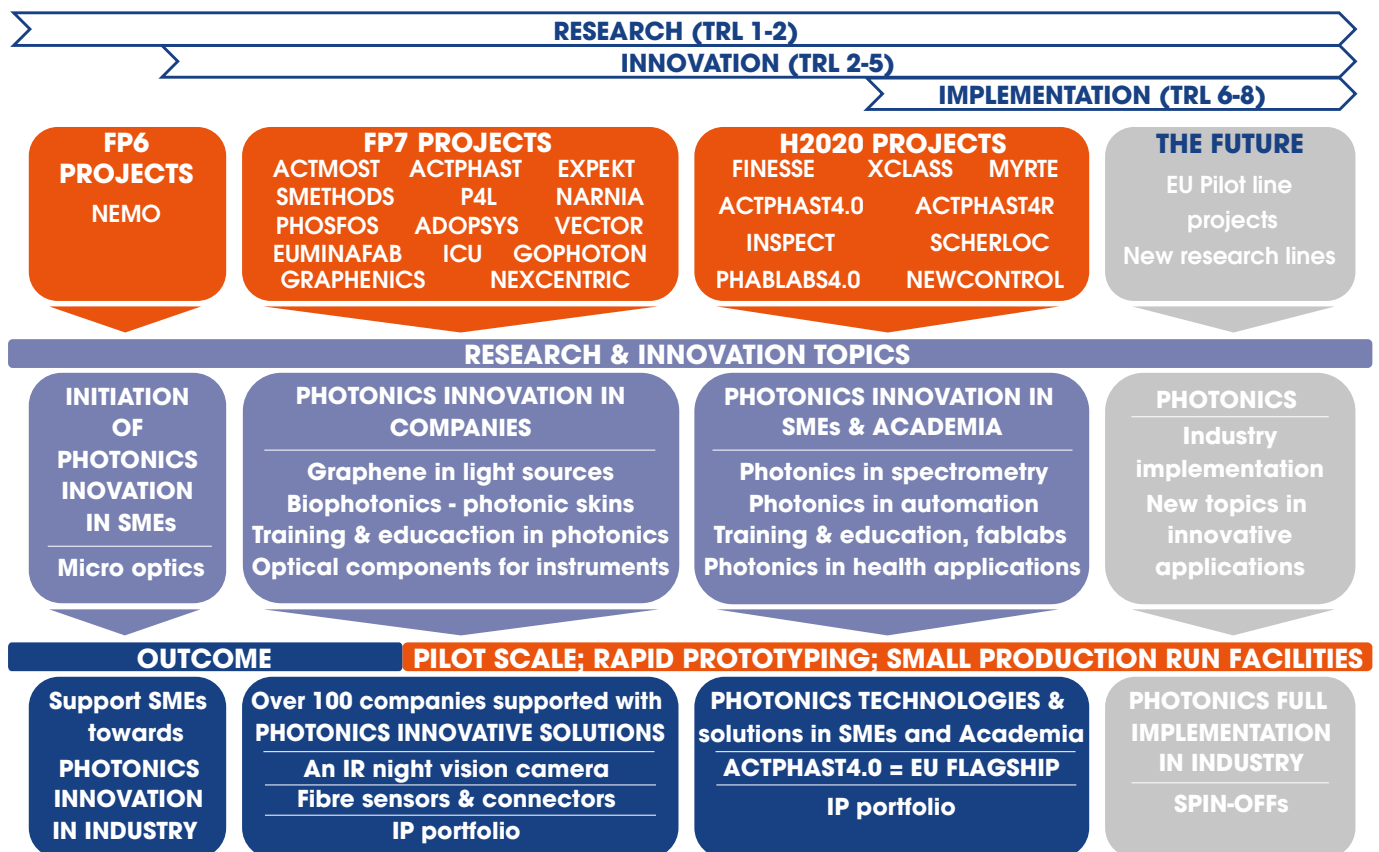 RESEARCH (TRL 1-2)
INNOVATION (TRL 2-5)
IMPLEMENTATION (TRL 6-8)
FP6
PROJECTS
NEMO
FP7 PROJECTS
ACTMOST ACTPHAST EXPEKT
SMETHODS P4L NARNIA
PHOSFOS ADOPSYS VECTOR
EUMINAFAB ICU GOPHOTON
GRAPHENICS NEXCENTRIC
H2020 PROJECTS
FINESSE XCLASS MYRTE
ACTPHAST4.0 ACTPHAST4R
INSPECT SCHERLOC
PHABLABS4.0 NEWCONTROL
THE FUTURE
EU Pilot line
projects
New research lines
RESEARCH & INNOVATION TOPICS
INITIATION
OF
PHOTONICS
INOVATION
IN SMEs
Micro optics
PHOTONICS INNOVATION IN
COMPANIES
Graphene in light sources
Biophotonics - photonic skins
Training & educaction in photonics
Optical components for instruments
PHOTONICS INNOVATION IN
SMEs & ACADEMIA
Photonics in spectrometry
Photonics in automation
Training & education, fablabs
Photonics in health applications
PHOTONICS
Industry
implementation
New topics in
innovative
applications
OUTCOME
PILOT SCALE; RAPID PROTOTYPING; SMALL PRODUCTION RUN FACILITIES
Support SMEs
towards
PHOTONICS
INNOVATION
IN INDUSTRY
Over 100 companies supported with
PHOTONICS INNOVATIVE SOLUTIONS
An IR night vision camera
Fibre sensors & connectors
IP portfolio
PHOTONICS TECHNOLOGIES &
solutions in SMEs and Academia
ACTPHAST4.0 = EU FLAGSHIP
IP portfolio
PHOTONICS FULL
IMPLEMENTATION
IN INDUSTRY
SPIN-OFFs